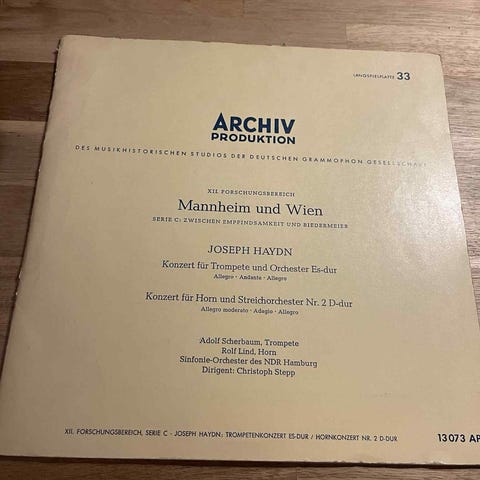 LANGSPIELPLATTE 33
ARCHIV
PRODUKTION
DES MUSIKHISTORISCHEN STUDIOS DER DEUTSCHEN GRAMMOPHON GESELLSCHAFT
XII. FORSCHUNGSBEREICH
Mannheim und Wien
SERIE C: ZWISCHEN EMPFINDSAMKEIT UND BIEDERMEIER
JOSEPH HAYDN
Konzert für Trompete und Orchester Es-dur
Allegro · Andante · Allegro
Konzert für Horn und Streichorchester Nr. 2 D-dur
Allegro moderato · Adagio · Allegro
Adolf Scherbaum, Trompete
Rolf Lind, Horn
Sinfonie-Orchester des NDR Hamburg
Dirigent: Christoph Stepp
XII. FORSCHUNGSBEREICH, SERIE C - JOSEPH HAYDN: TROMPETENKONZERT ES-DUR / HORNKONZERT NR. 2 D-DUR
13073 AP